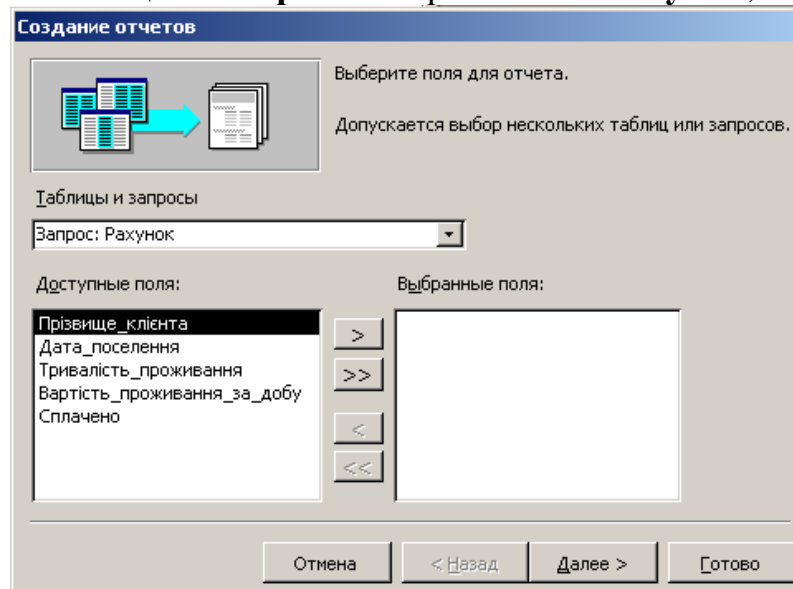 Создание отчетов
Выберите поля для отчета.
Допускается выбор нескольких таблиц или запросов.
Таблицы и запросы
Запрос: Рахунок
Доступные поля:
Выбранные поля:
Прізвище_клієнта
Дата_поселення
Тривалість_проживання
Вартість_проживання_за_добу
Сплачено
>
>>
<
<<
Отмена
< Назад
Далее >
Готово